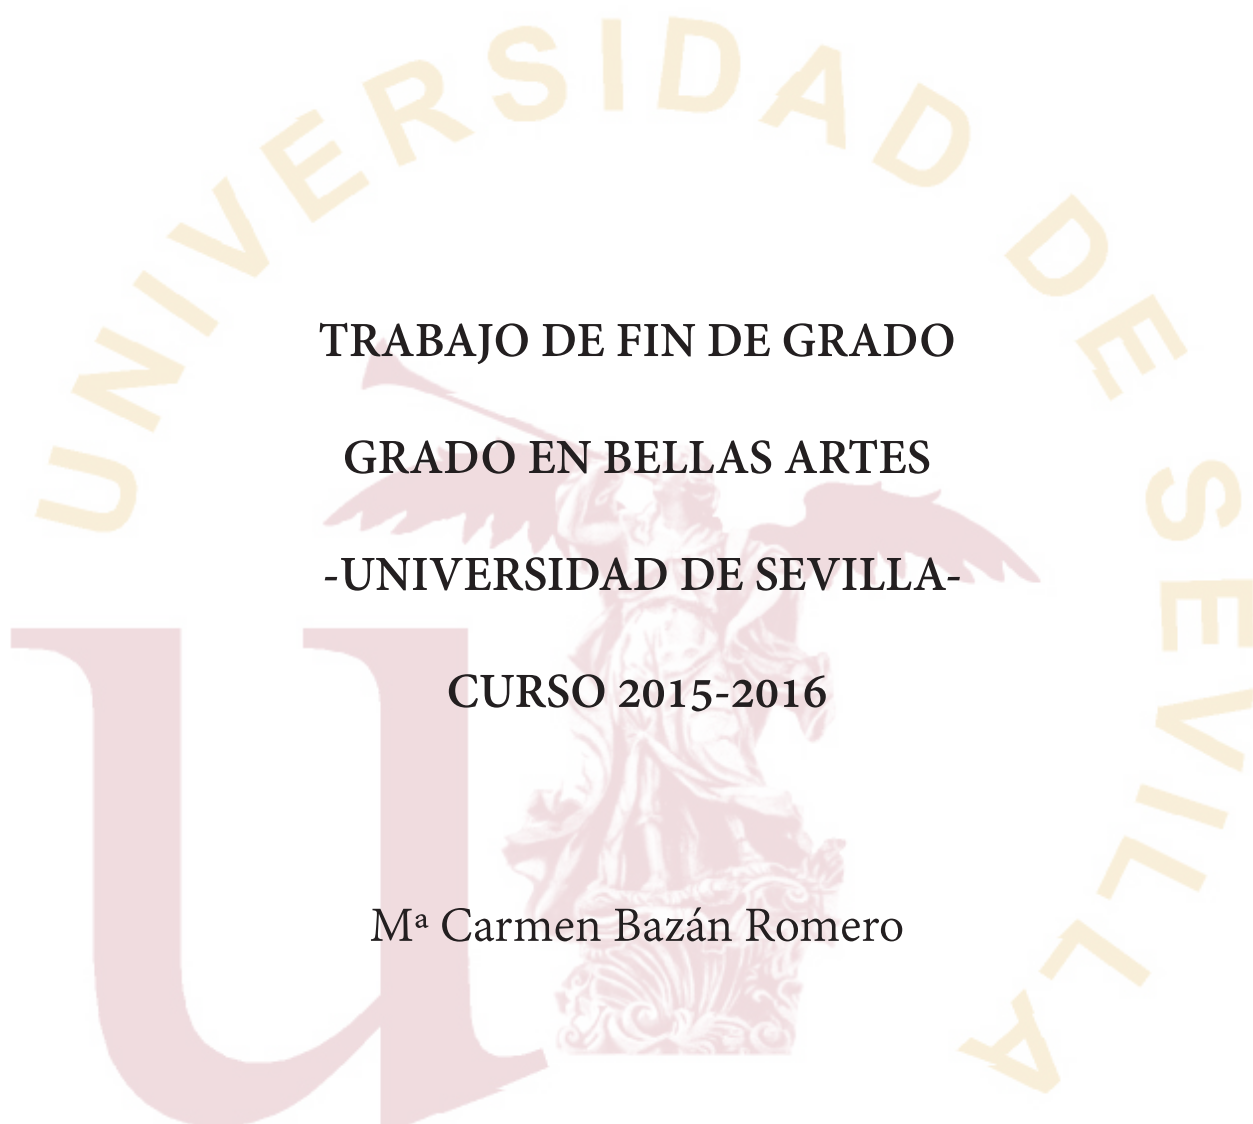 UNIVERSIDAD DE SEVILLA
TRABAJO DE FIN DE GRADO
GRADO EN BELLAS ARTES
-UNIVERSIDAD DE SEVILLA-
CURSO 2015-2016
Mª Carmen Bazán Romero
u